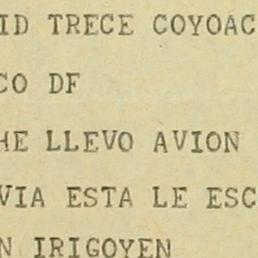 ID TRECE COYOAC
CO DF
HE LLEVO AVION
VIA ESTA LE ESC
N IRIGOYEN